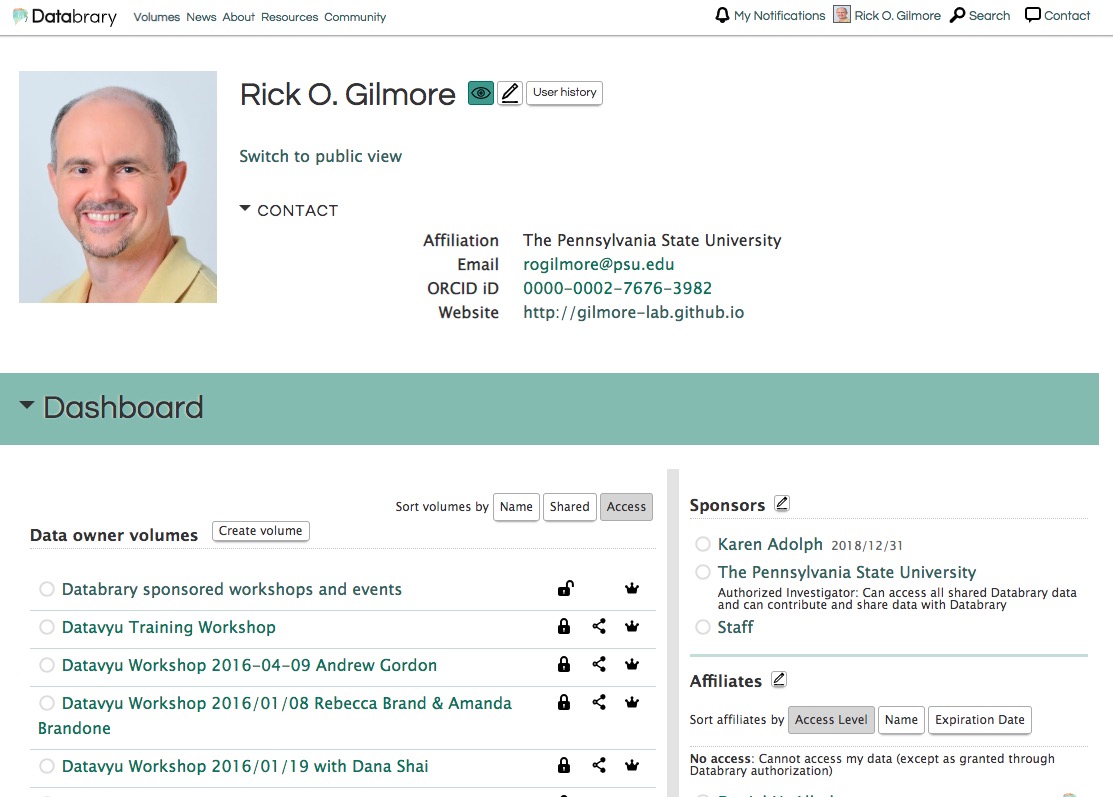 Databrary Volumes News About Resources Community My Notifications Rick O. Gilmore Search Contact
Rick O. Gilmore User history
Switch to public view
CONTACT
Affiliation The Pennsylvania State University
Email rogilmore@psu.edu
ORCID iD 0000-0002-7676-3982
Website http://gilmore-lab.github.io
Dashboard
Sort volumes by Name Shared Access
Data owner volumes Create volume
Databrary sponsored workshops and events
Datavyu Training Workshop
Datavyu Workshop 2016-04-09 Andrew Gordon
Datavyu Workshop 2016/01/08 Rebecca Brand & Amanda
Brandone
Datavyu Workshop 2016/01/19 with Dana Shai
Sponsors
Karen Adolph 2018/12/31
The Pennsylvania State University
Authorized Investigator: Can access all shared Databrary data
and can contribute and share data with Databrary
Staff
Affiliates
Sort affiliates by Access Level Name Expiration Date
No access: Cannot access my data (except as granted through
Databrary authorization)